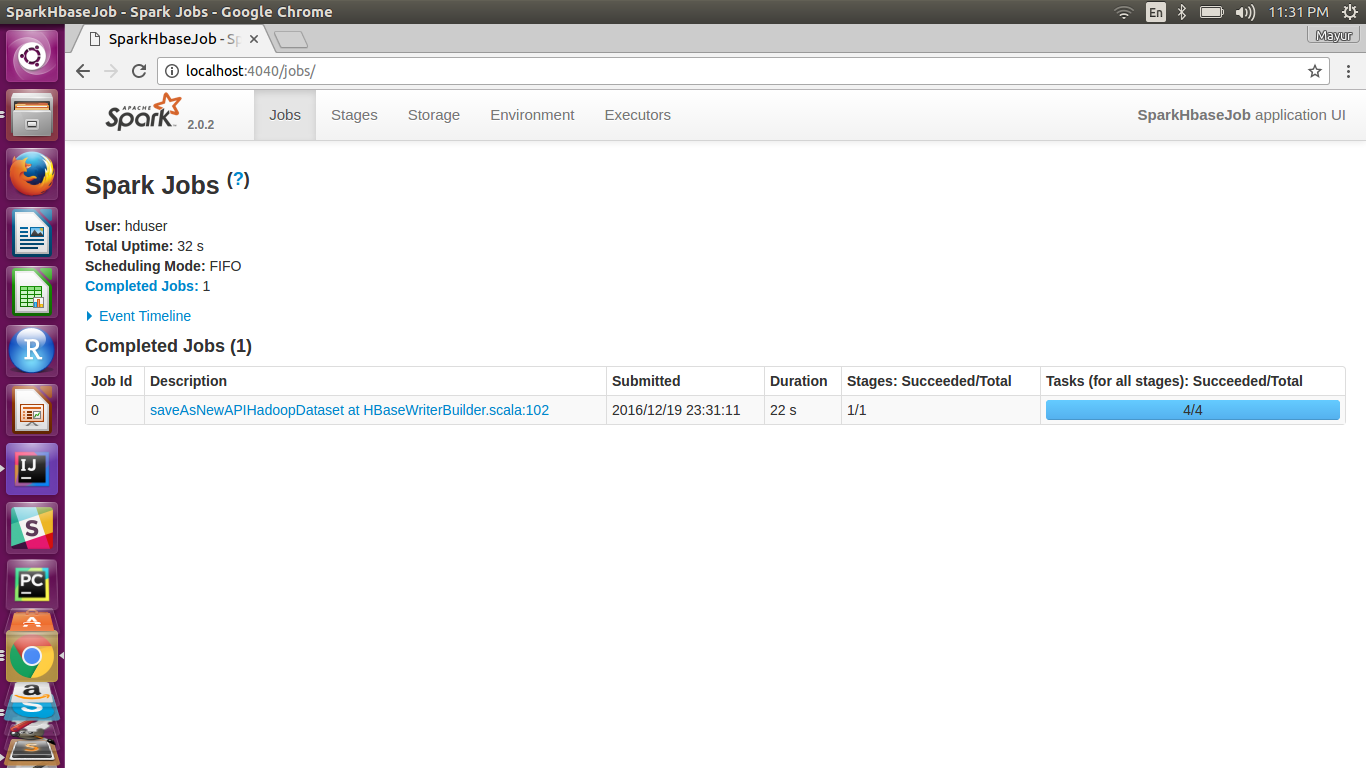 SparkHbaseJob - Spark Jobs - Google Chrome
En
11:31 PM
SparkHbaseJob - Sp
Mayur
localhost:4040/jobs/
APACHE
Spark 2.0.2
Jobs
Stages
Storage
Environment
Executors
SparkHbaseJob application UI
Spark Jobs (?)
User: hduser
Total Uptime: 32 s
Scheduling Mode: FIFO
Completed Jobs: 1
Event Timeline
Completed Jobs (1)
Job Id Description Submitted Duration Stages: Succeeded/Total Tasks (for all stages): Succeeded/Total
0 saveAsNewAPIHadoopDataset at HBaseWriterBuilder.scala:102 2016/12/19 23:31:11 22 s 1/1 4/4
R
IJ
S
PC
A
a
S
S